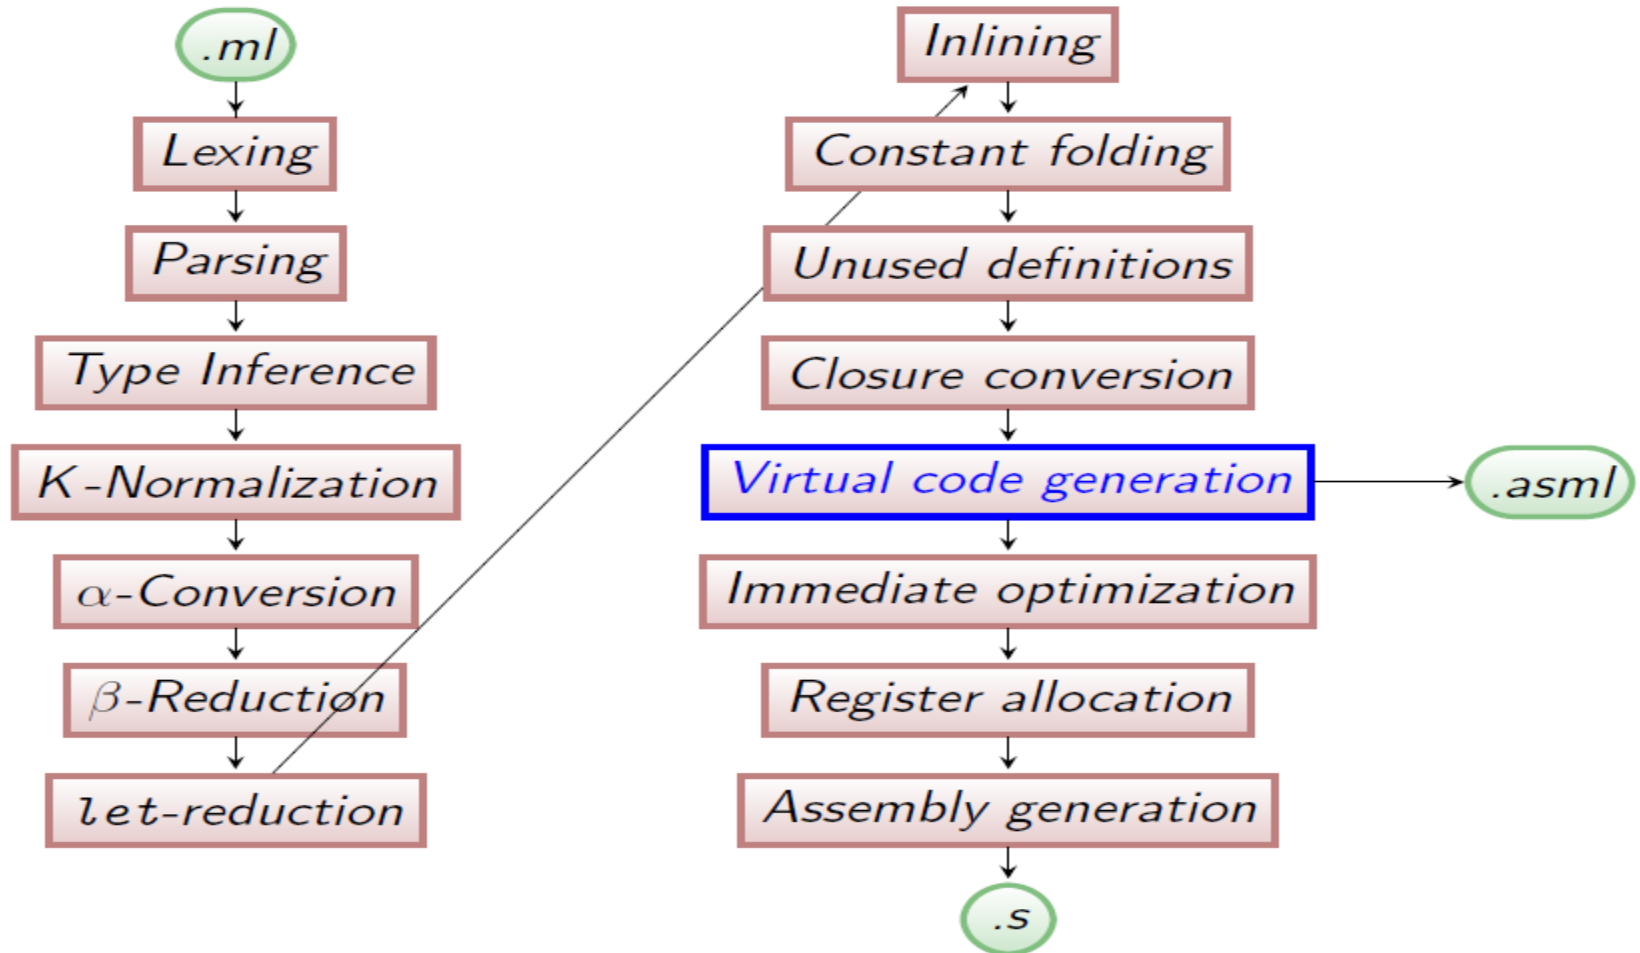 .ml
Lexing
Parsing
Type Inference
K-Normalization
α-Conversion
β-Reduction
let-reduction
Inlining
Constant folding
Unused definitions
Closure conversion
Virtual code generation
.asml
Immediate optimization
Register allocation
Assembly generation
.s